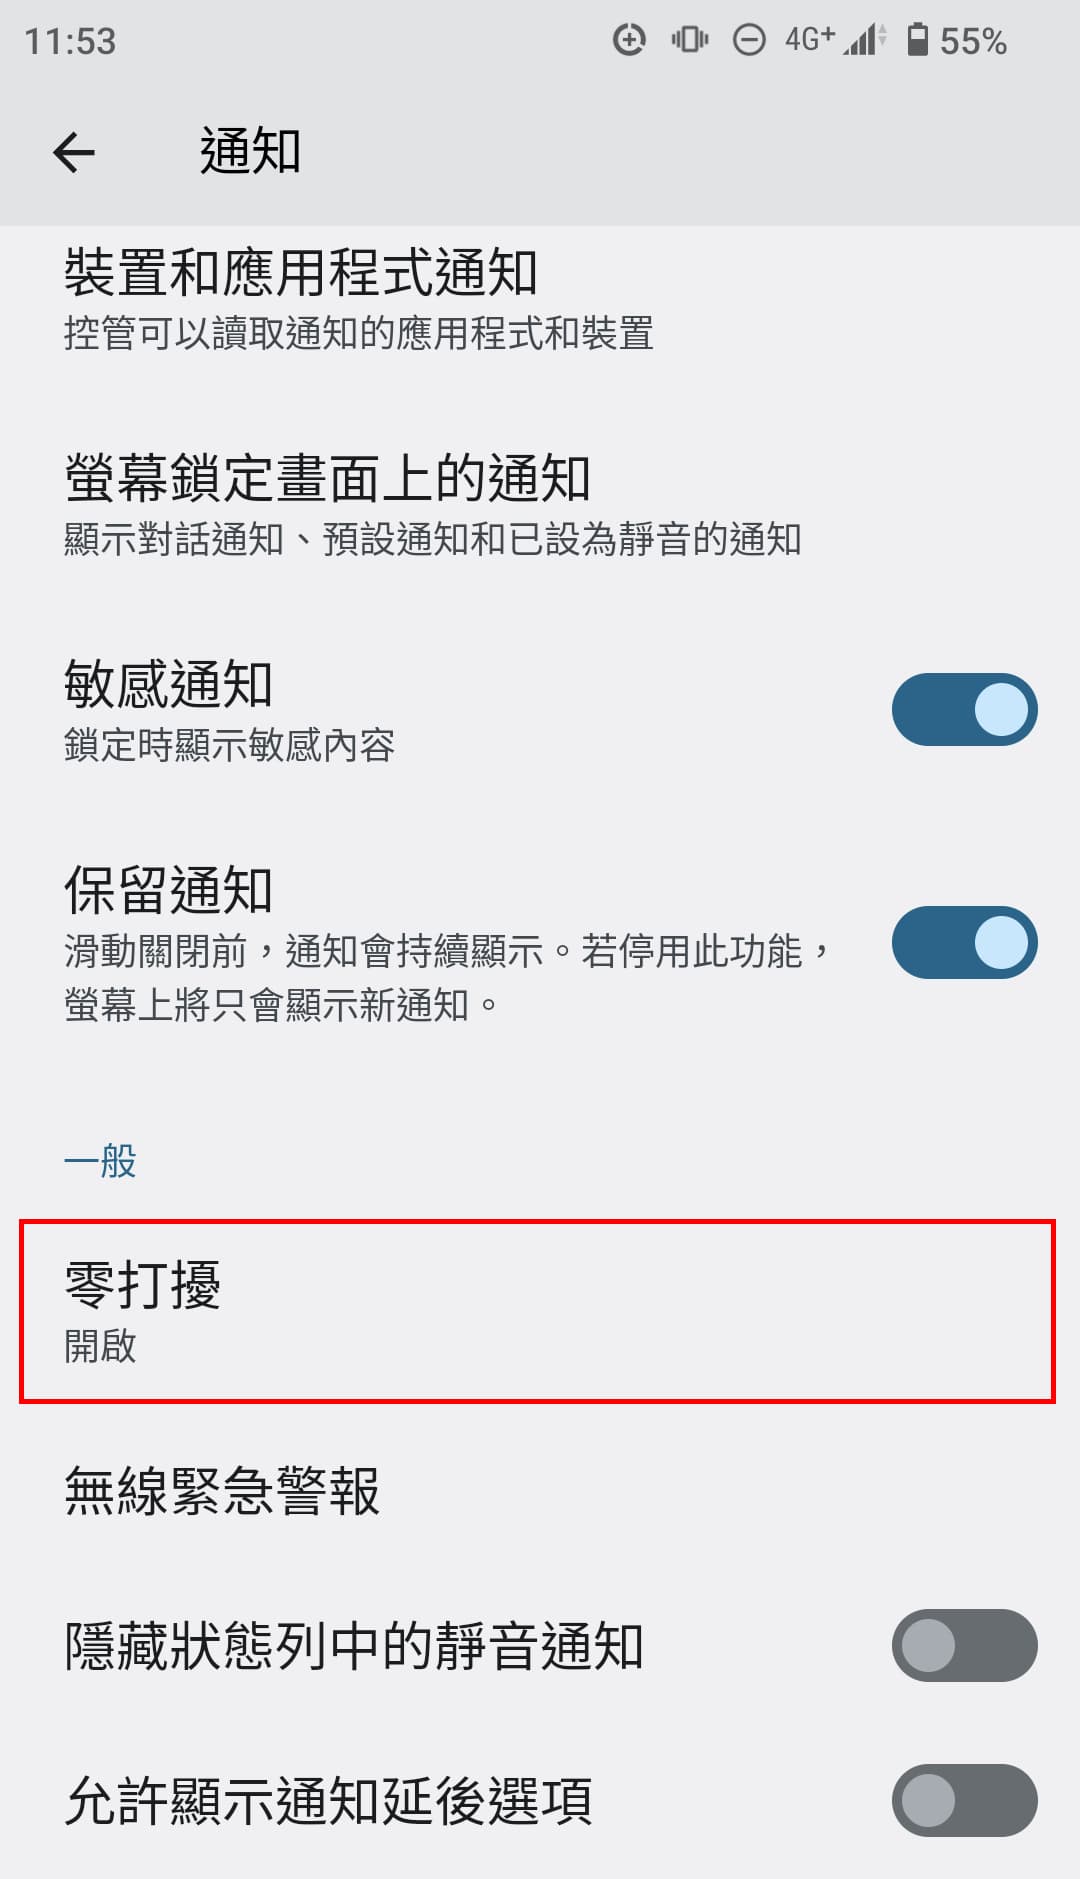 11:53
4G+
55%
通知
裝置和應用程式通知
控管可以讀取通知的應用程式和裝置
螢幕鎖定畫面上的通知
顯示對話通知、預設通知和已設為靜音的通知
敏感通知
鎖定時顯示敏感內容
保留通知
滑動關閉前，通知會持續顯示。若停用此功能，
螢幕上將只會顯示新通知。
一般
零打擾
開啟
無線緊急警報
隱藏狀態列中的靜音通知
允許顯示通知延後選項